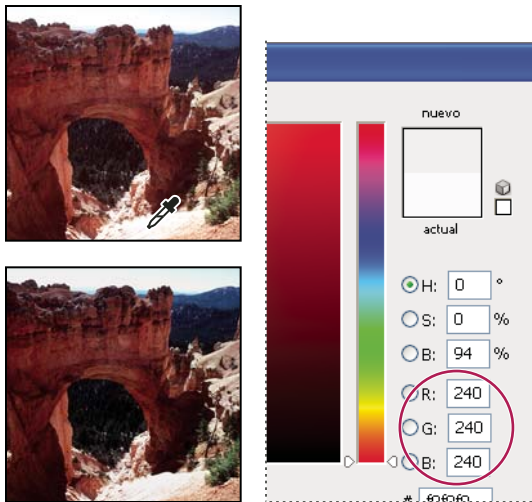 nuevo
actual
H: 0 °
S: 0 %
B: 94 %
R: 240
G: 240
B: 240
# f0f0f0